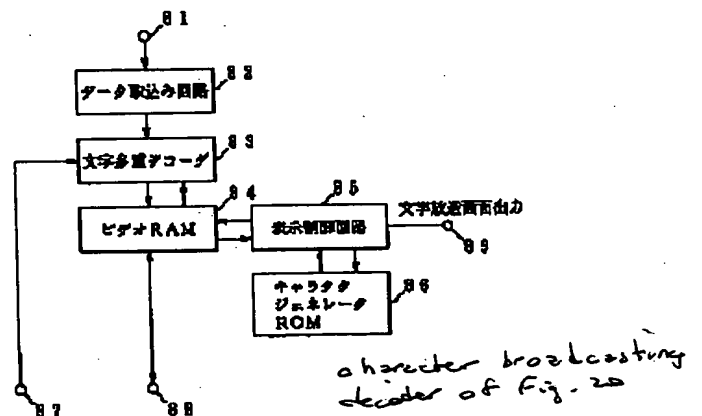 81
82
データ取込み回路
83
文字多重デコーダ
84
85
文字放送画面出力
ビデオRAM
表示制御回路
89
86
キャラクタ
ジェネレータ
ROM
character broadcasting
decoder of Fig. 20
87
88